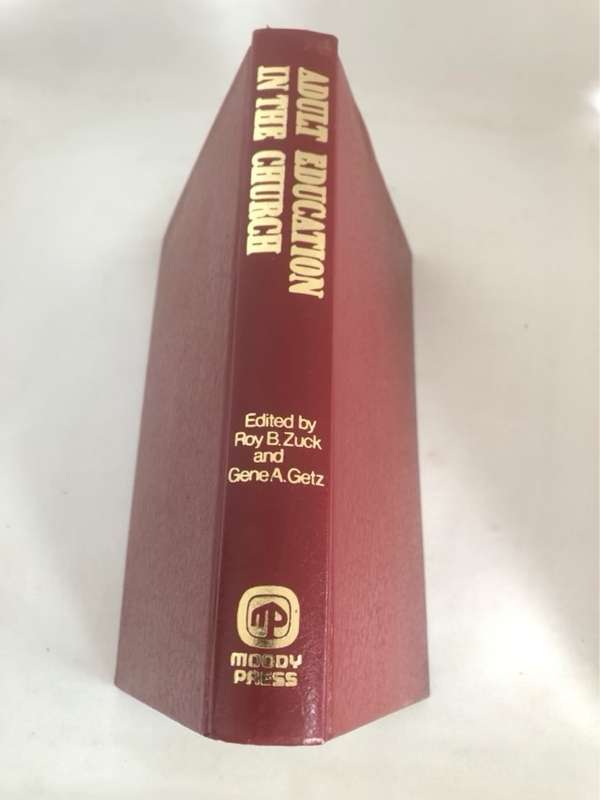 ADULT EDUCATION
IN THE CHURCH
Edited by
Roy B. Zuck
and
Gene A. Getz
MP
MOODY
PRESS